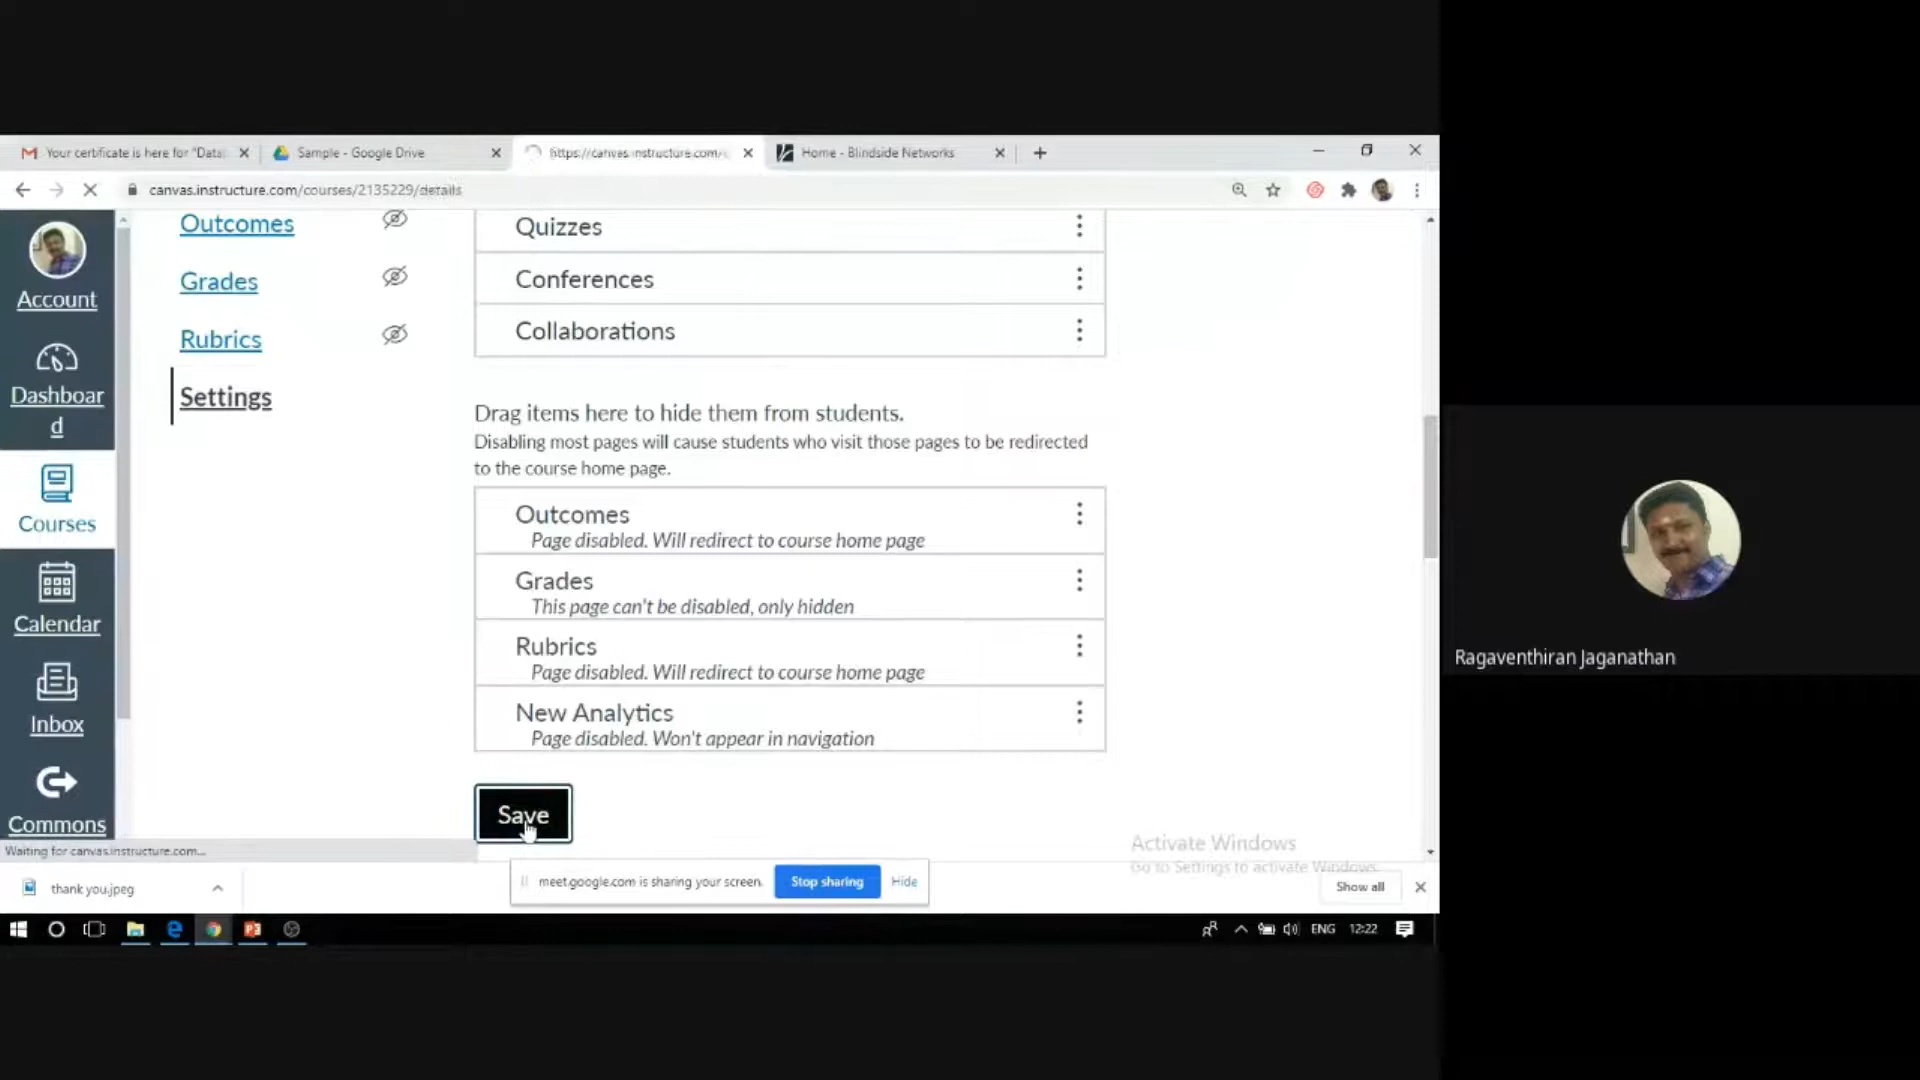 Your certificate is here for "Data
Sample - Google Drive
https://canvas.instructure.com/
Home - Blindside Networks
canvas.instructure.com/courses/2135229/details
Account
Dashboar
d
Courses
Calendar
Inbox
Commons
Outcomes
Grades
Rubrics
Settings
Quizzes
Conferences
Collaborations
Drag items here to hide them from students.
Disabling most pages will cause students who visit those pages to be redirected
to the course home page.
Outcomes
Page disabled. Will redirect to course home page
Grades
This page can't be disabled, only hidden
Rubrics
Page disabled. Will redirect to course home page
New Analytics
Page disabled. Won't appear in navigation
Save
Activate Windows
Go to Settings to activate Windows.
Waiting for canvas.instructure.com...
thank you.jpeg
meet.google.com is sharing your screen.
Stop sharing
Hide
Show all
ENG
12:22
Ragaventhiran Jaganathan